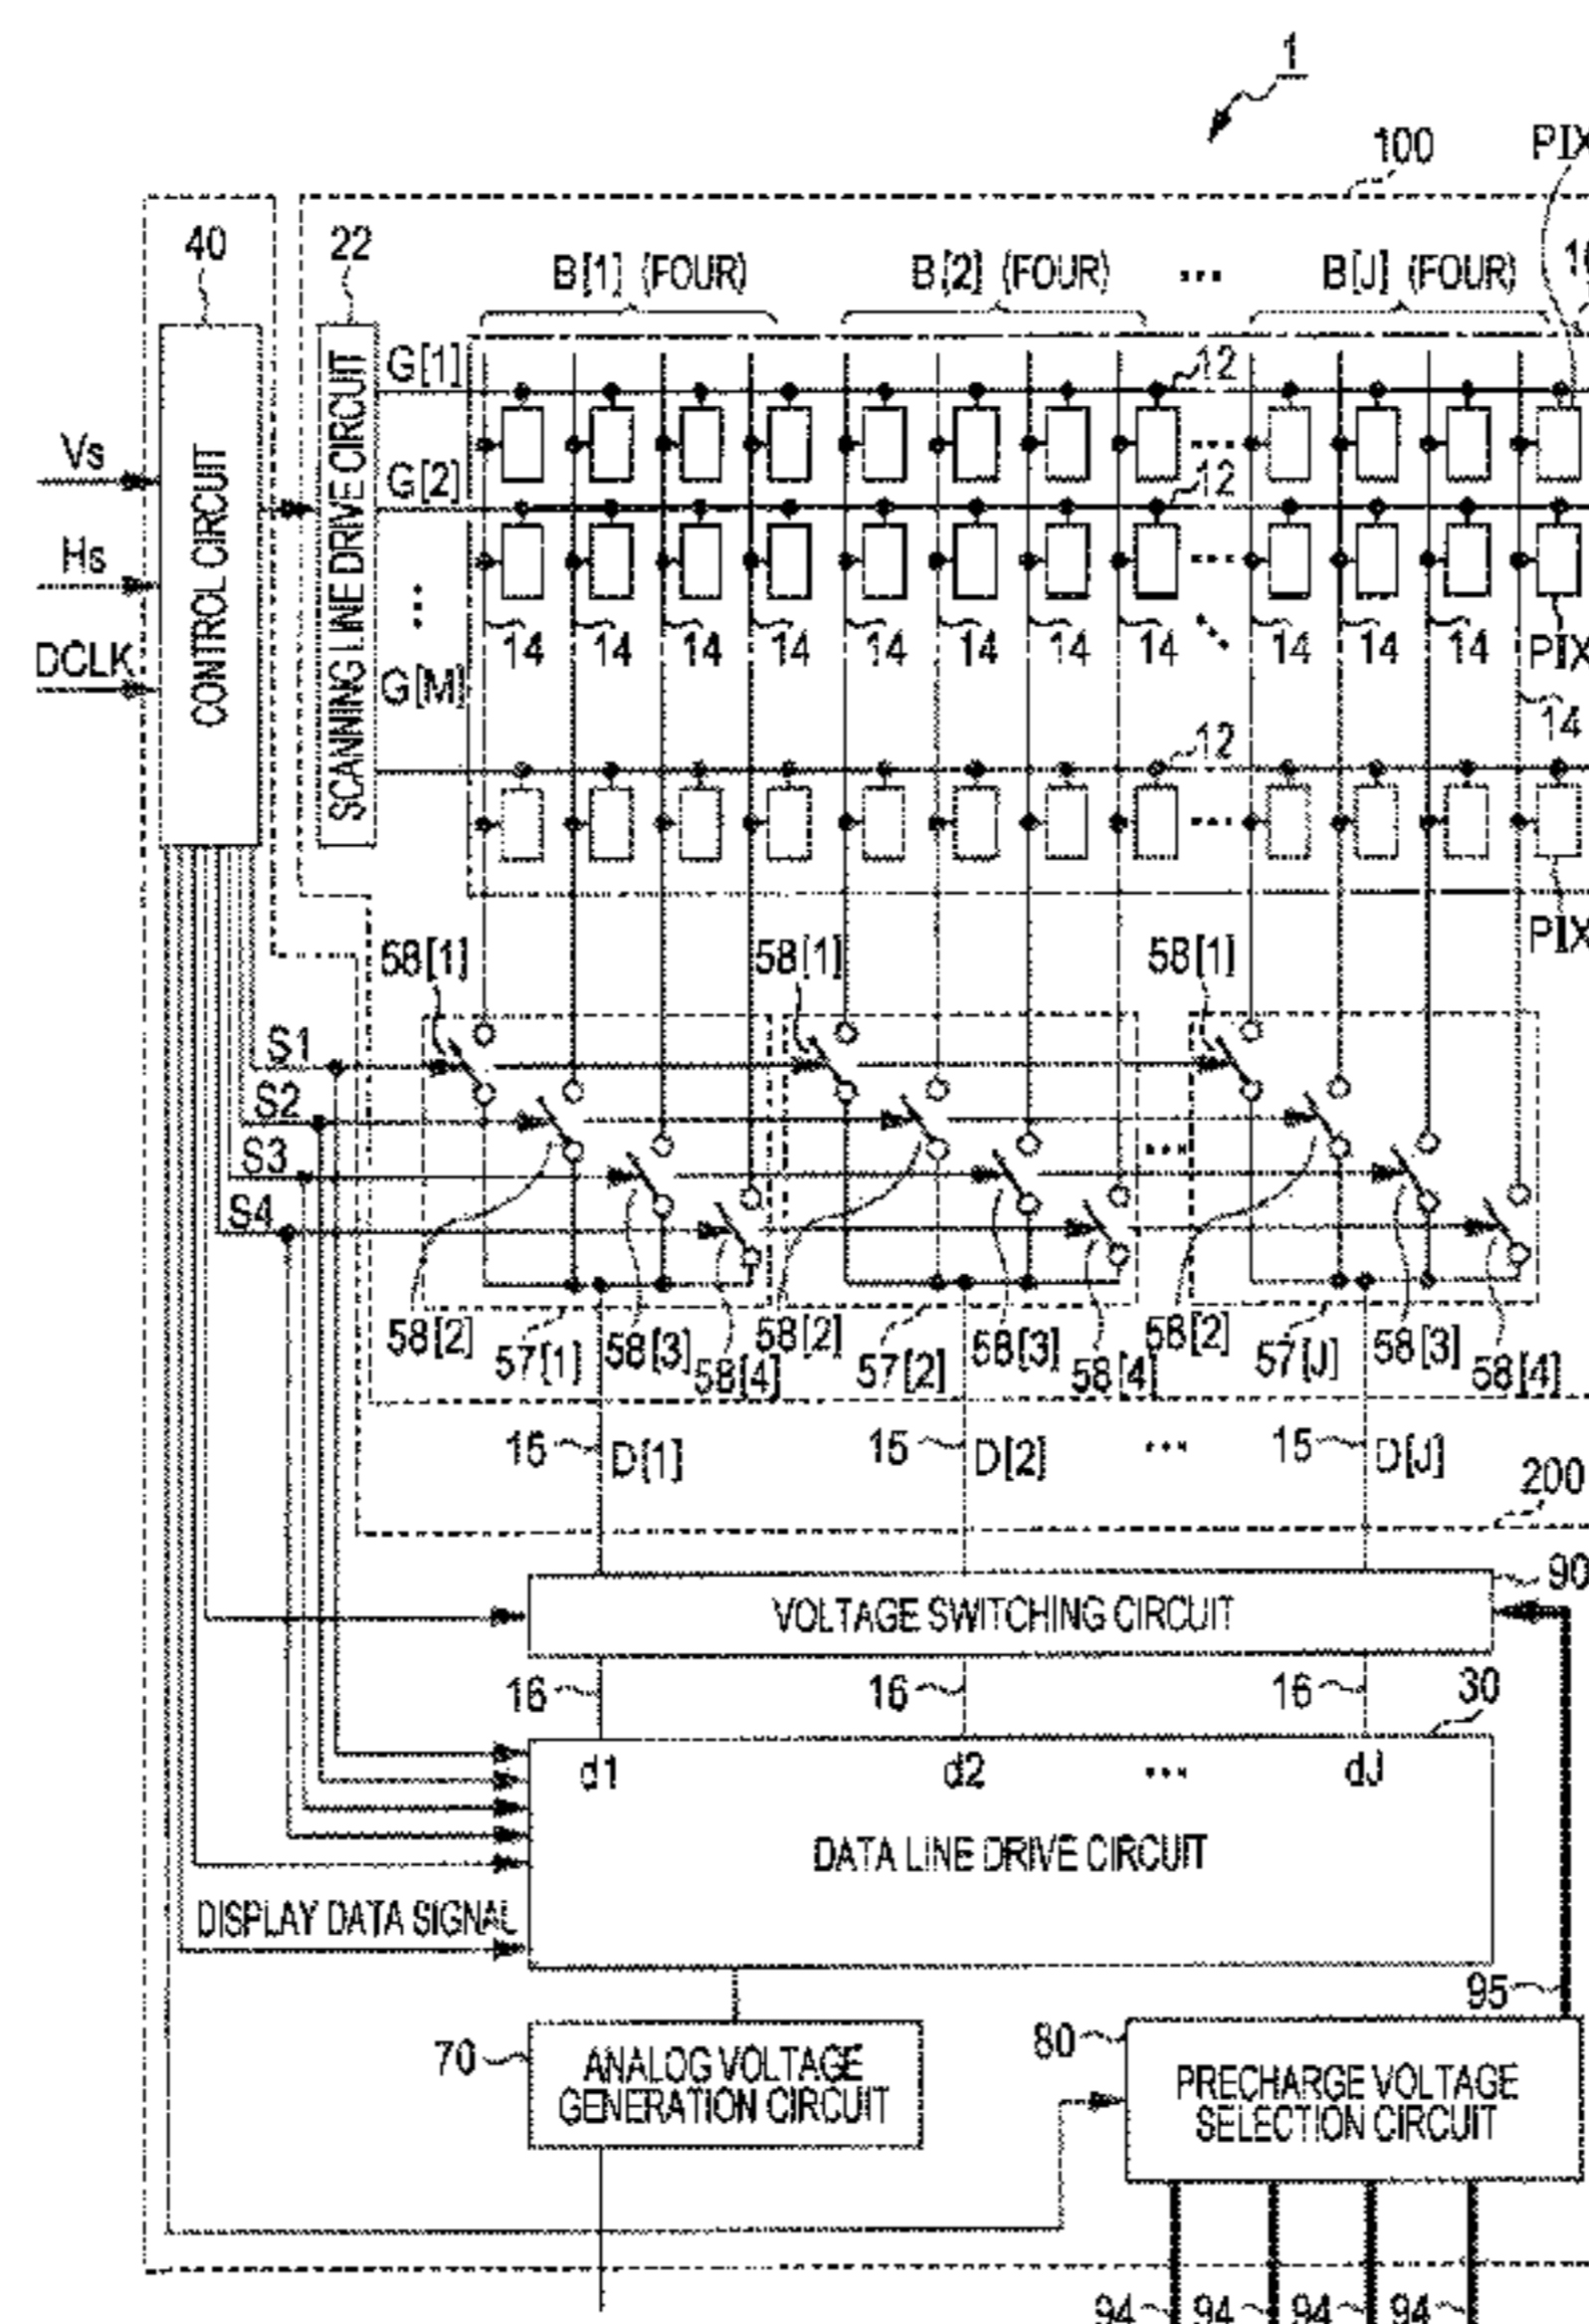 1
100 PIX
40 22 B[1] (FOUR) B[2] (FOUR) ... B[J] (FOUR)
G[1] 12
Vs
G[2] 12
Hs
CONTROL CIRCUIT
SCANNING LINE DRIVE CIRCUIT
14 14 14 14 14 14 14 14 14 14 14 PIX
DCLK
G[M]
14
12
PIX
58[1] 58[1] 58[1]
S1
S2
S3
S4
58[2] 57[1] 58[3] 58[4] 58[2] 57[2] 58[3] 58[4] 58[2] 57[J] 58[3] 58[4]
15 D[1] 15 D[2] ... 15 D[J]
200
90
VOLTAGE SWITCHING CIRCUIT
16 16 16 30
d1 d2 ... dJ
DATA LINE DRIVE CIRCUIT
DISPLAY DATA SIGNAL
95
70 80
ANALOG VOLTAGE
GENERATION CIRCUIT
PRECHARGE VOLTAGE
SELECTION CIRCUIT
94 94 94 94